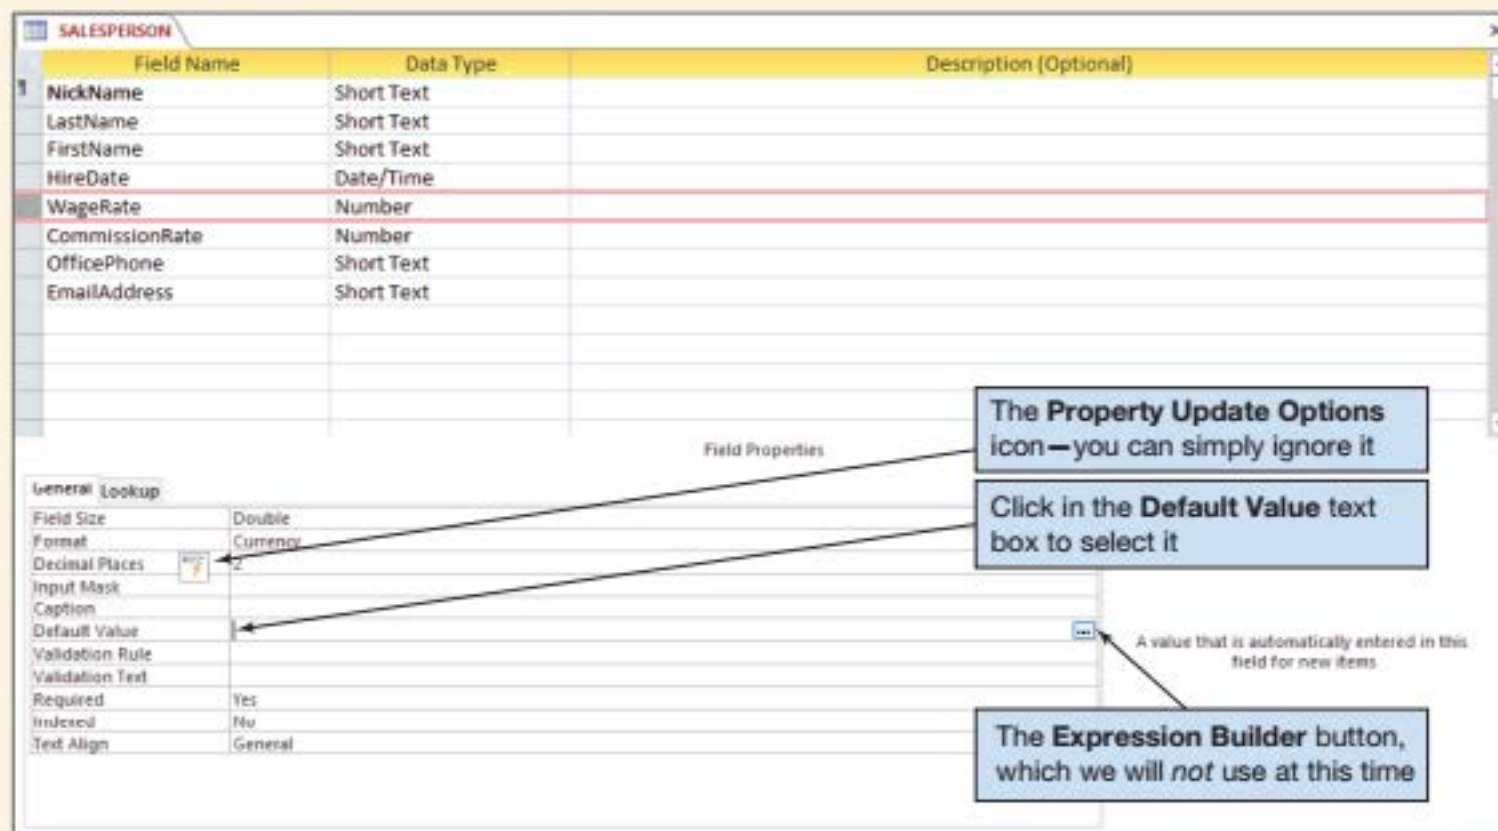 SALESPERSON
Field Name Data Type Description (Optional)
NickName Short Text
LastName Short Text
FirstName Short Text
HireDate Date/Time
WageRate Number
CommissionRate Number
OfficePhone Short Text
EmailAddress Short Text
The Property Update Options
icon—you can simply ignore it
Field Properties
General Lookup
Click in the Default Value text
box to select it
Field Size Double
Format Currency
Decimal Places 2
Input Mask
Caption
Default Value
A value that is automatically entered in this
field for new items
Validation Rule
Validation Text
Required Yes
Indexed No
Text Align General
The Expression Builder button,
which we will not use at this time